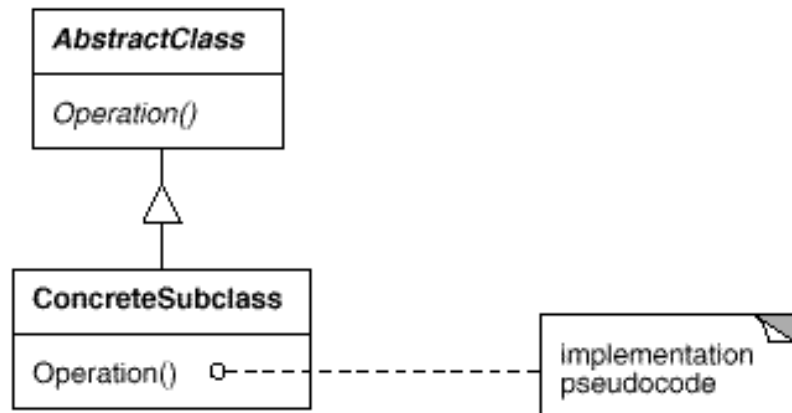 AbstractClass
Operation()
ConcreteSubclass
Operation()
implementation
pseudocode